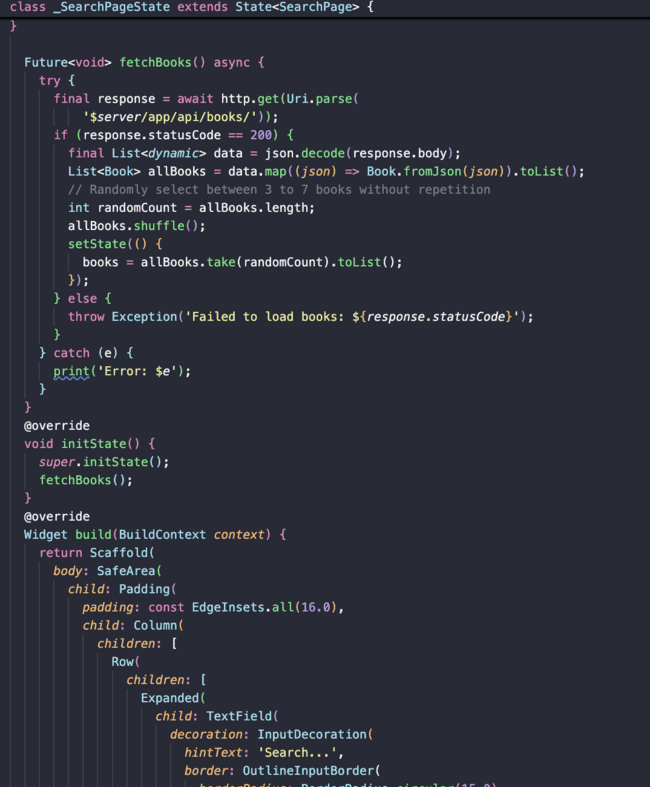 class _SearchPageState extends State<SearchPage> {
}
Future<void> fetchBooks() async {
try {
final response = await http.get(Uri.parse(
'$server/app/api/books/'));
if (response.statusCode == 200) {
final List<dynamic> data = json.decode(response.body);
List<Book> allBooks = data.map((json) => Book.fromJson(json)).toList();
// Randomly select between 3 to 7 books without repetition
int randomCount = allBooks.length;
allBooks.shuffle();
setState(() {
books = allBooks.take(randomCount).toList();
});
} else {
throw Exception('Failed to load books: ${response.statusCode}');
}
} catch (e) {
print('Error: $e');
}
}
@override
void initState() {
super.initState();
fetchBooks();
}
@override
Widget build(BuildContext context) {
return Scaffold(
body: SafeArea(
child: Padding(
padding: const EdgeInsets.all(16.0),
child: Column(
children: [
Row(
children: [
Expanded(
child: TextField(
decoration: InputDecoration(
hintText: 'Search...',
border: OutlineInputBorder(
borderRadius: BorderRadius.circular(15.0)